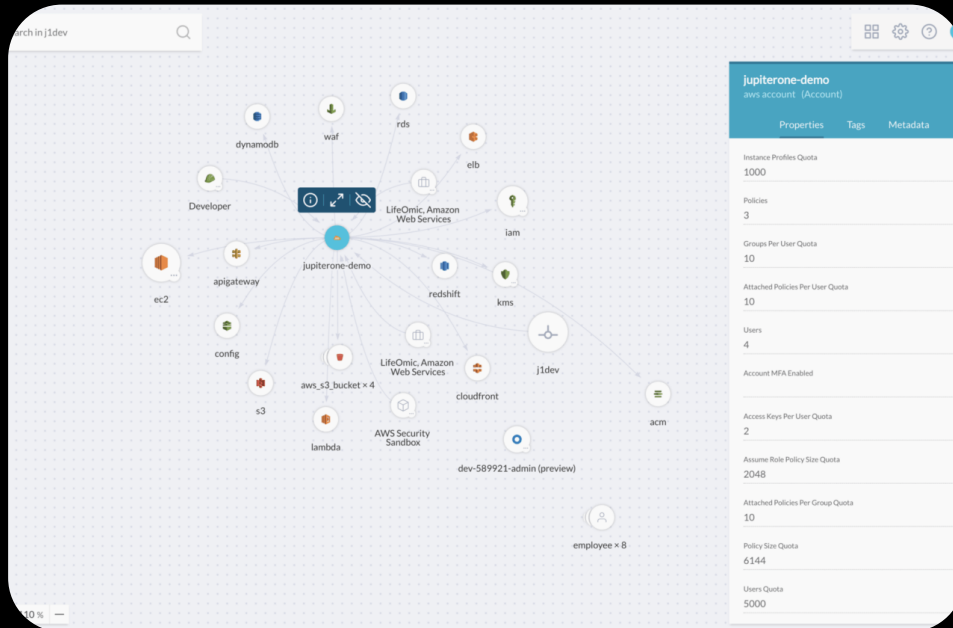 arch in j1dev
rds
waf
dynamodb
elb
Developer
LifeOmic, Amazon
Web Services
iam
jupiterone-demo
apigateway
redshift
kms
ec2
config
LifeOmic, Amazon
Web Services
j1dev
aws_s3_bucket × 4
cloudfront
s3
acm
AWS Security
Sandbox
lambda
dev-589921-admin (preview)
employee × 8
10 %
jupiterone-demo
aws account (Account)
Properties Tags Metadata
Instance Profiles Quota
1000
Policies
3
Groups Per User Quota
10
Attached Policies Per User Quota
10
Users
4
Account MFA Enabled
Access Keys Per User Quota
2
Assume Role Policy Size Quota
2048
Attached Policies Per Group Quota
10
Policy Size Quota
6144
Users Quota
5000